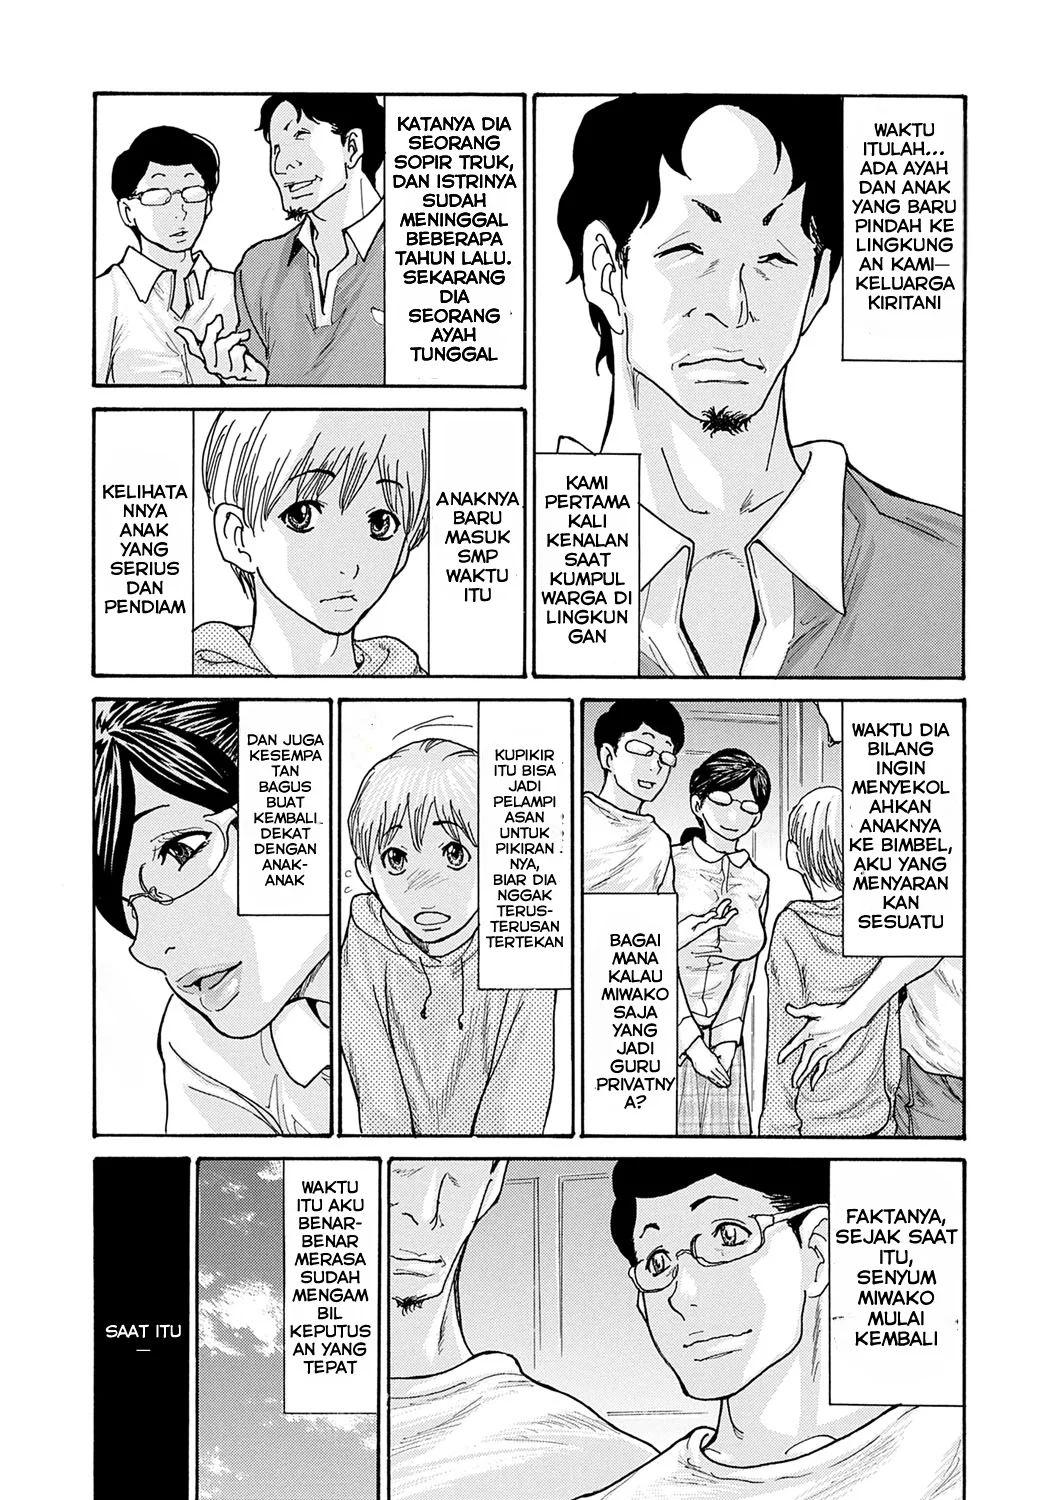 WAKTU
ITULAH...
ADA AYAH
DAN ANAK
YANG BARU
PINDAH KE
LINGKUNG
AN KAMI—
KELUARGA
KIRITANI
KAMI
PERTAMA
KALI
KENALAN
SAAT
KUMPUL
WARGA DI
LINGKUN
GAN
KATANYA DIA
SEORANG
SOPIR TRUK,
DAN ISTRINYA
SUDAH
MENINGGAL
BEBERAPA
TAHUN LALU.
SEKARANG
DIA
SEORANG
AYAH
TUNGGAL
ANAKNYA
BARU
MASUK
SMP
WAKTU
ITU
KELIHATA
NNYA
ANAK
YANG
SERIUS
DAN
PENDIAM
WAKTU DIA
BILANG
INGIN
MENYEKOL
AHKAN
ANAKNYA
KE BIMBEL,
AKU YANG
MENYARAN
KAN
SESUATU
BAGAI
MANA
KALAU
MIWAKO
SAJA
YANG
JADI
GURU
PRIVATNY
A?
KUPIKIR
ITU BISA
JADI
PELAMPI
ASAN
UNTUK
PIKIRAN
NYA,
BIAR DIA
NGGAK
TERUS-
TERUSAN
TERTEKAN
DAN JUGA
KESEMPA
TAN
BAGUS
BUAT
KEMBALI
DEKAT
DENGAN
ANAK-
ANAK
FAKTANYA,
SEJAK SAAT
ITU,
SENYUM
MIWAKO
MULAI
KEMBALI
WAKTU
ITU AKU
BENAR-
BENAR
MERASA
SUDAH
MENGAM
BIL
KEPUTUS
AN YANG
TEPAT
SAAT ITU
—